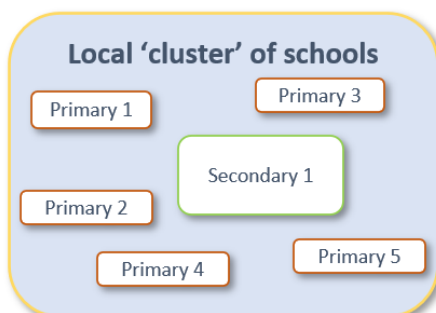 Local ‘cluster’ of schools
Primary 1
Primary 3
Secondary 1
Primary 2
Primary 4
Primary 5